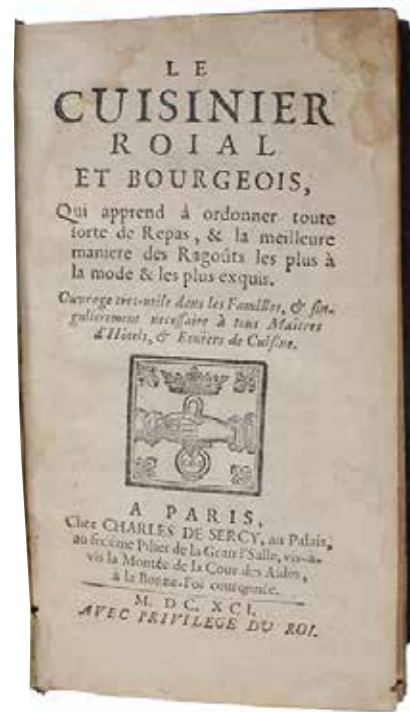 LE
CUISINIER
ROIAL
ET BOURGEOIS,
Qui apprend à ordonner toute
sorte de Repas, & la meilleure
maniere des Ragoûts les plus à
la mode & les plus exquis.
Ouvrage tres-utile dans les Familles, & sin-
gulierement necessaire à tous Maîtres
d'Hôtels, & Ecuïers de Cuisine.
A PARIS,
Chez CHARLES DE SERCY, au Palais,
au sixième Pilier de la Grand'Salle, vis-à-
vis la Montée de la Cour des Aides,
à la Bonne-Foi couronnée.
M. DC. XCI.
AVEC PRIVILEGE DU ROI.